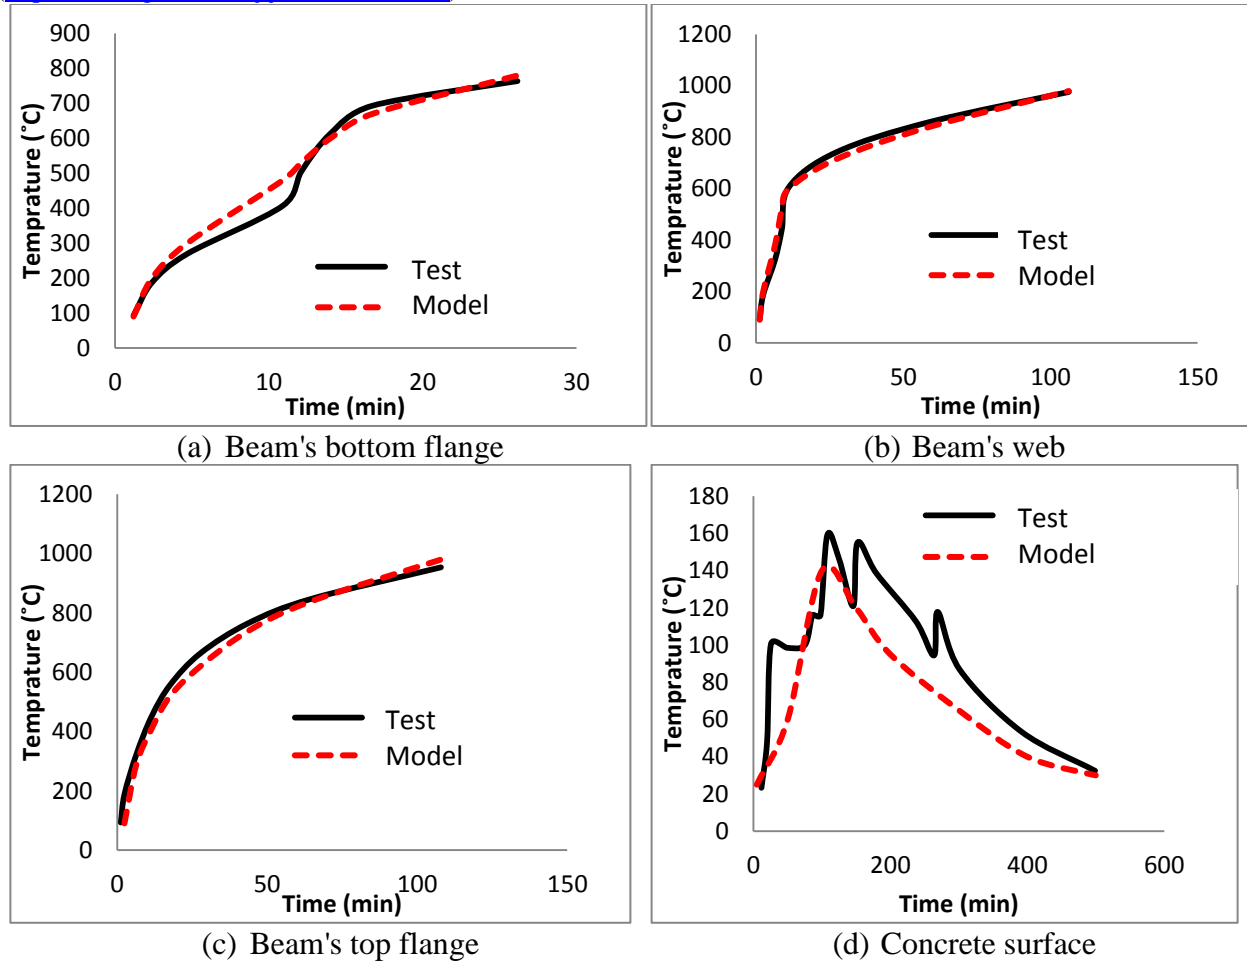 900
800
700
600
500
400
300
200
100
0
Temprature (˚C)
Test
Model
0 10 20 30
Time (min)
(a) Beam's bottom flange
1200
1000
800
600
400
200
0
Temprature (˚C)
Test
Model
0 50 100 150
Time (min)
(b) Beam's web
1200
1000
800
600
400
200
0
Temprature (˚C)
Test
Model
0 50 100 150
Time (min)
(c) Beam's top flange
180
160
140
120
100
80
60
40
20
0
Temprature (˚C)
Test
Model
0 200 400 600
Time (min)
(d) Concrete surface